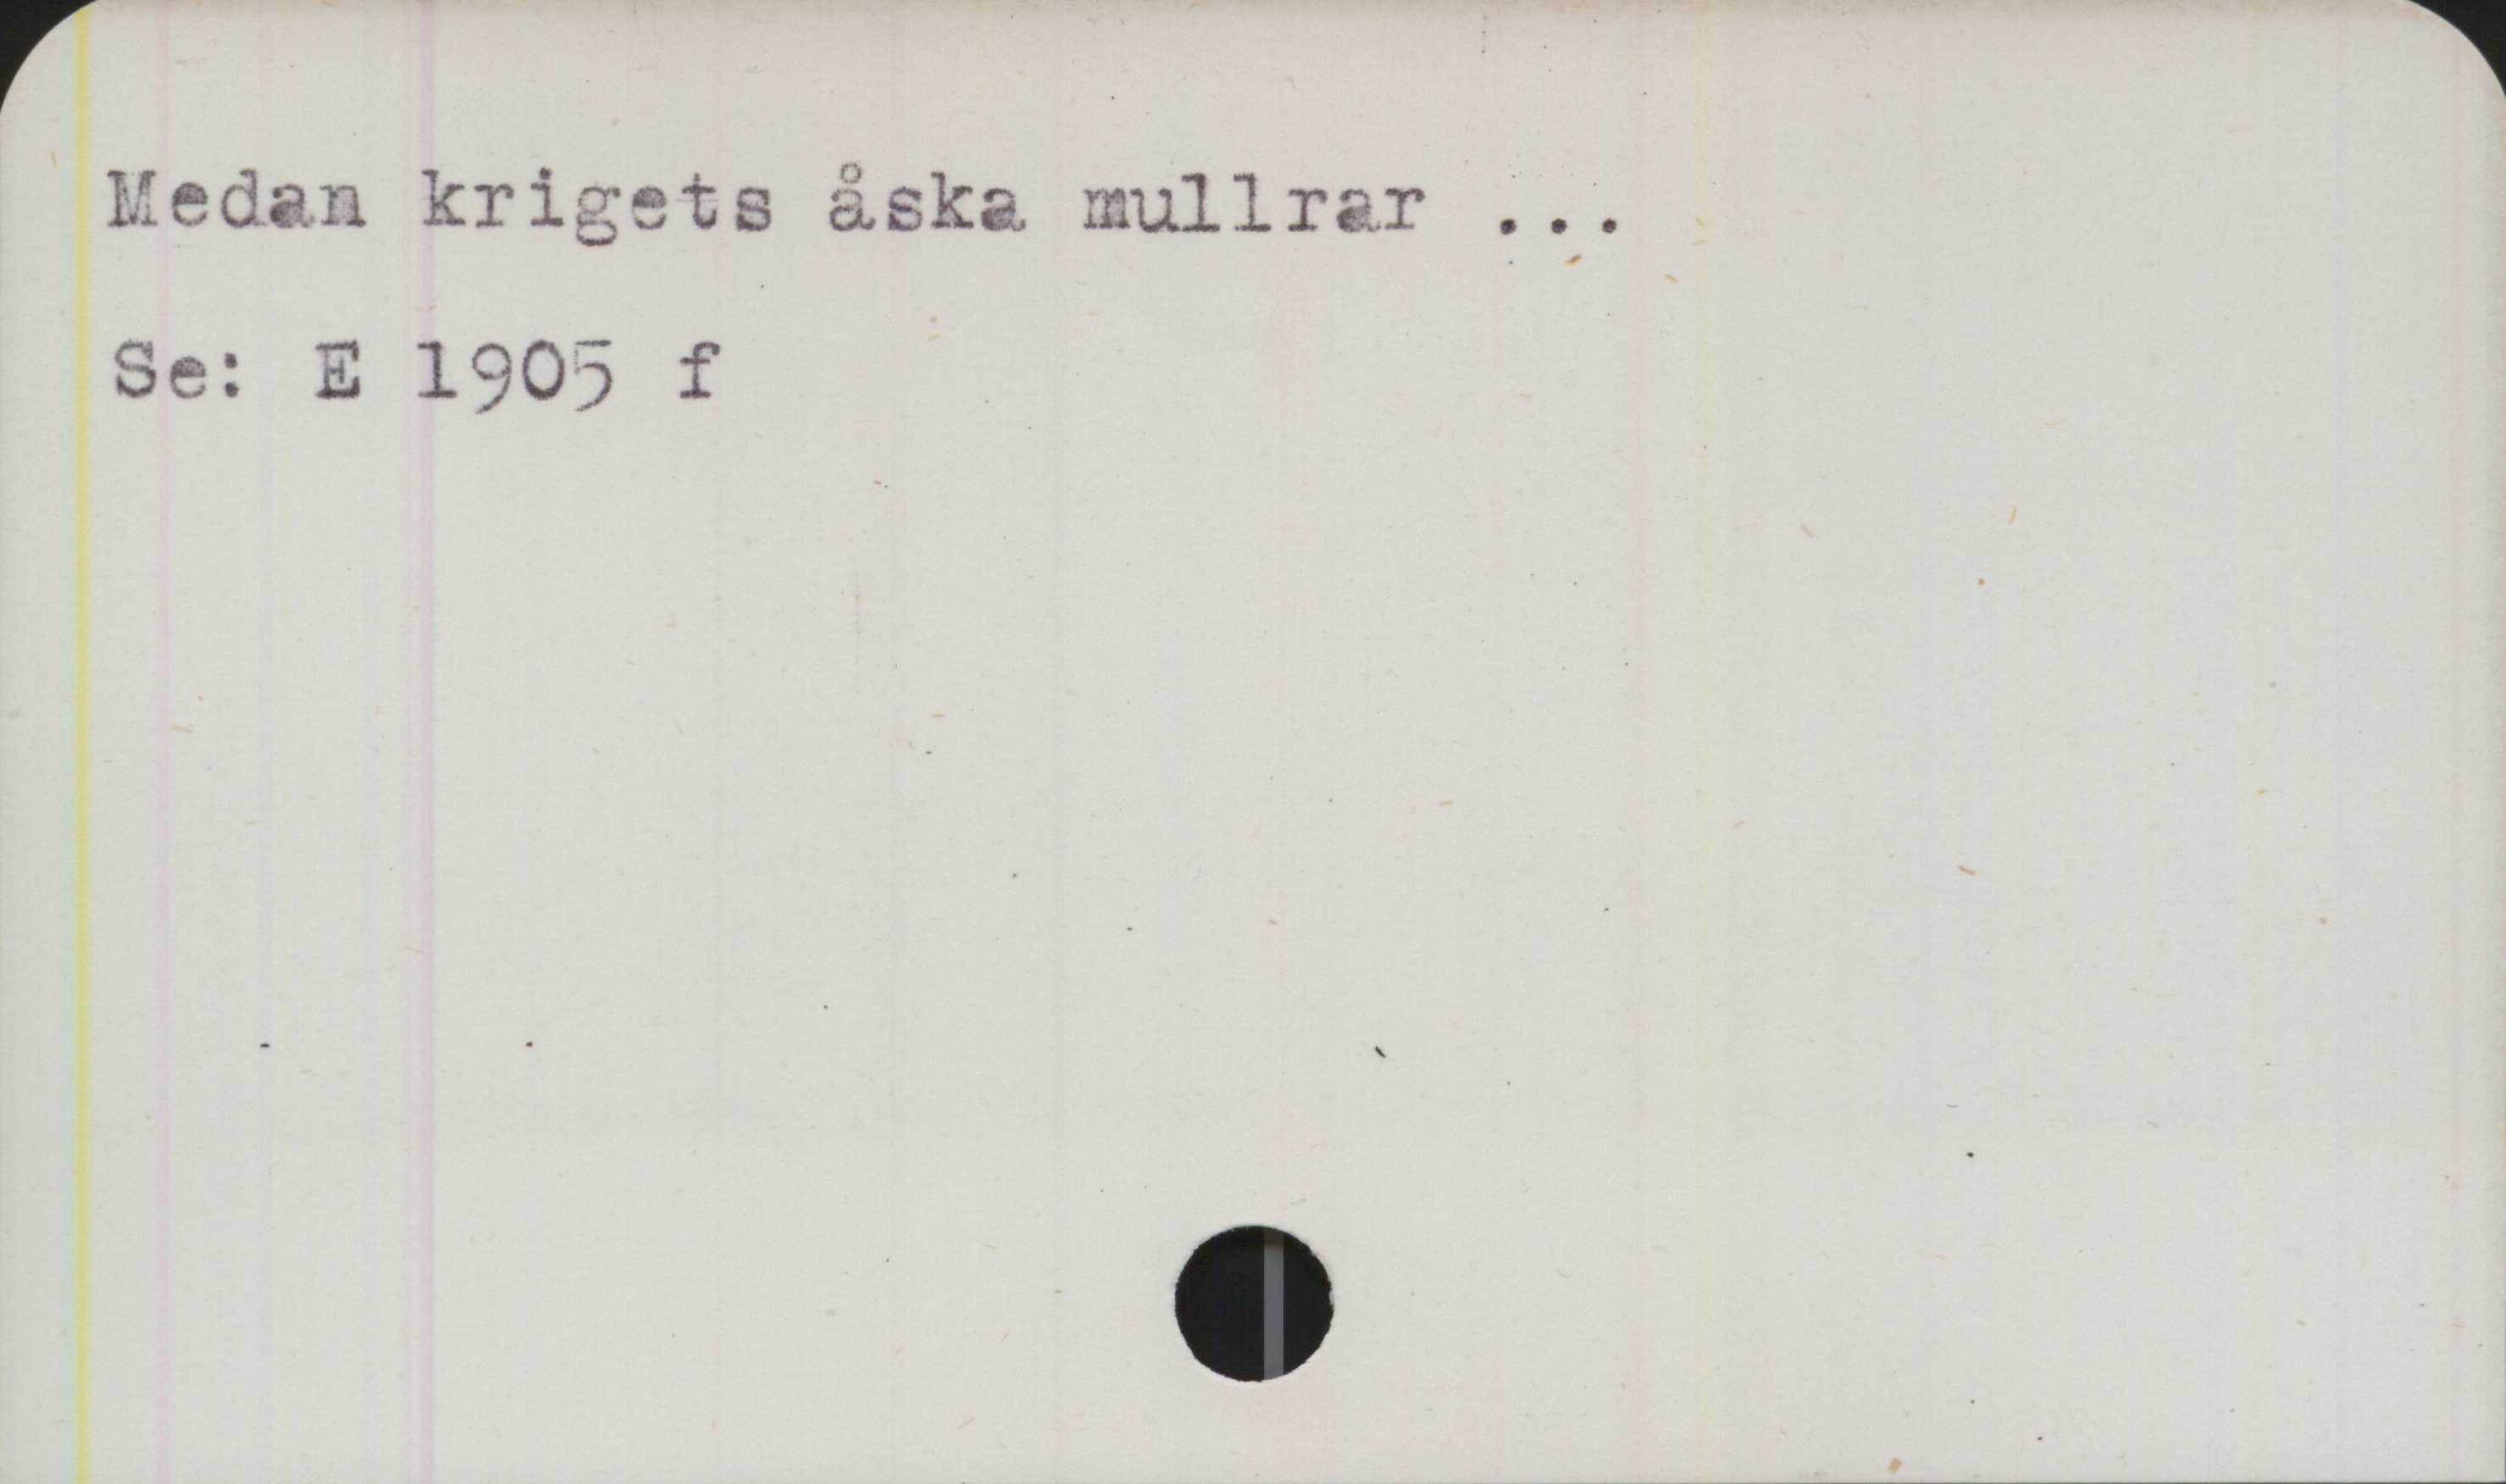 Medan krigets åska mullrar ...
Se: E 1905 f